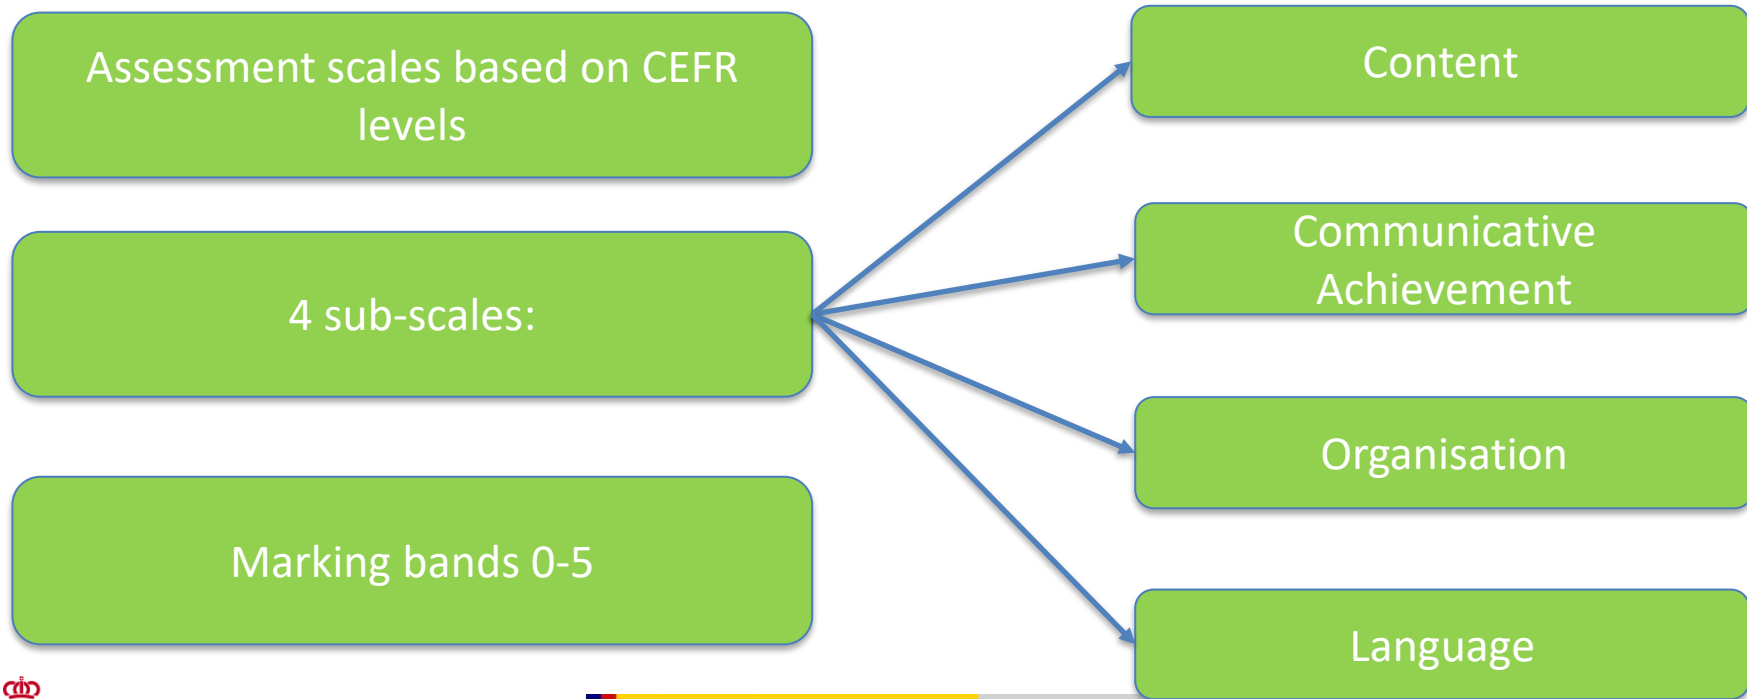 Assessment scales based on CEFR
levels
4 sub-scales:
Marking bands 0-5
Content
Communicative
Achievement
Organisation
Language